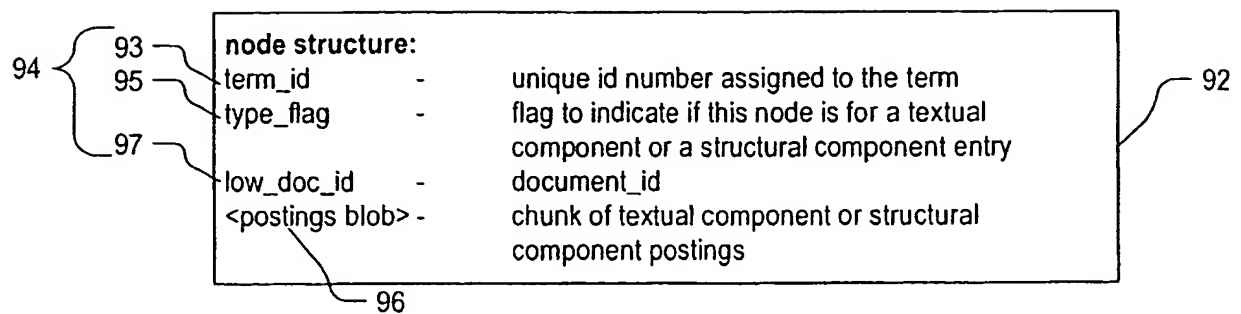 node structure:
93
term_id - unique id number assigned to the term
94
95
92
type_flag - flag to indicate if this node is for a textual
component or a structural component entry
97
low_doc_id - document_id
<postings blob> - chunk of textual component or structural
component postings
96